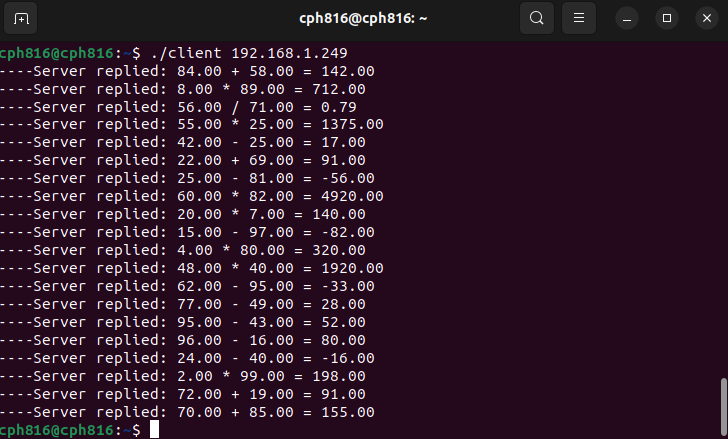 cph816@cph816: ~
cph816@cph816:~$ ./client 192.168.1.249
----Server replied: 84.00 + 58.00 = 142.00
----Server replied: 8.00 * 89.00 = 712.00
----Server replied: 56.00 / 71.00 = 0.79
----Server replied: 55.00 * 25.00 = 1375.00
----Server replied: 42.00 - 25.00 = 17.00
----Server replied: 22.00 + 69.00 = 91.00
----Server replied: 25.00 - 81.00 = -56.00
----Server replied: 60.00 * 82.00 = 4920.00
----Server replied: 20.00 * 7.00 = 140.00
----Server replied: 15.00 - 97.00 = -82.00
----Server replied: 4.00 * 80.00 = 320.00
----Server replied: 48.00 * 40.00 = 1920.00
----Server replied: 62.00 - 95.00 = -33.00
----Server replied: 77.00 - 49.00 = 28.00
----Server replied: 95.00 - 43.00 = 52.00
----Server replied: 96.00 - 16.00 = 80.00
----Server replied: 24.00 - 40.00 = -16.00
----Server replied: 2.00 * 99.00 = 198.00
----Server replied: 72.00 + 19.00 = 91.00
----Server replied: 70.00 + 85.00 = 155.00
cph816@cph816:~$